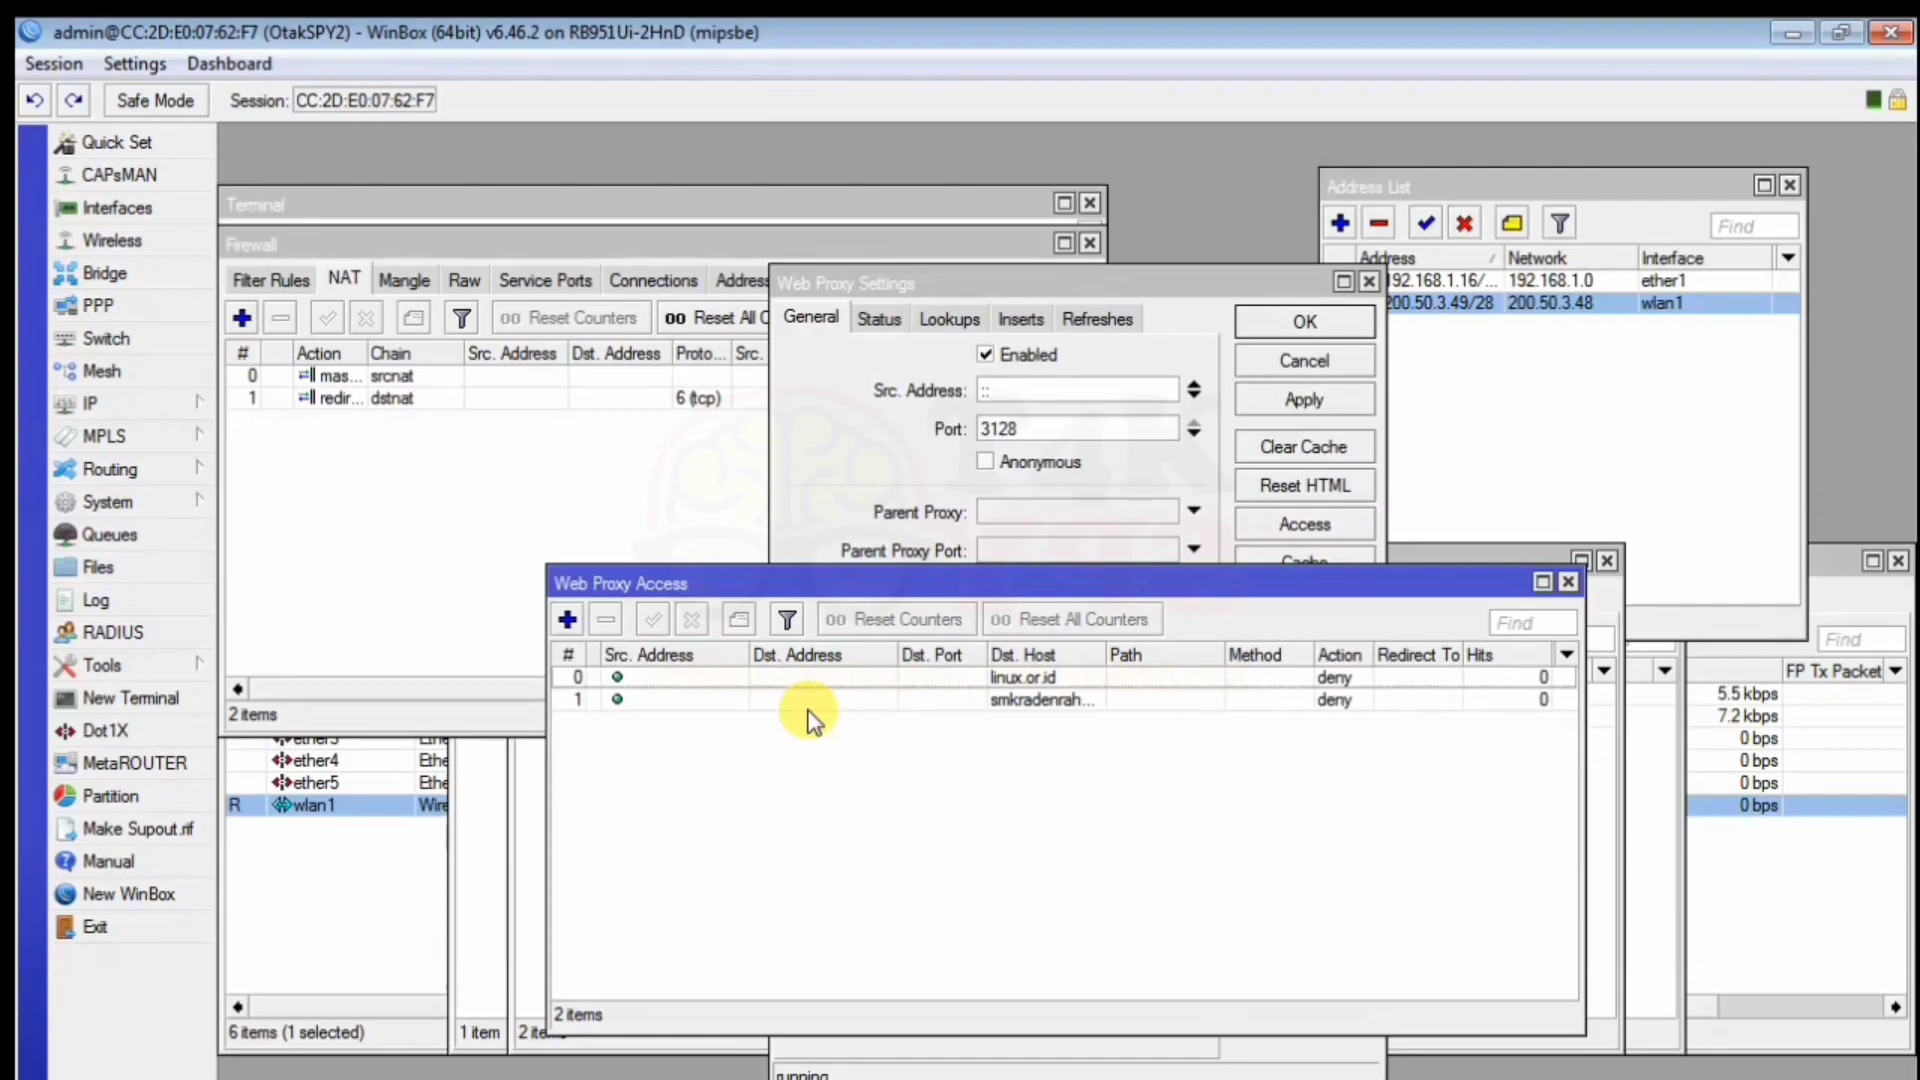 admin@CC:2D:E0:07:62:F7 (OtakSPY2) - WinBox (64bit) v6.46.2 on RB951Ui-2HnD (mipsbe)
Session Settings Dashboard
Safe Mode Session: CC:2D:E0:07:62:F7
Quick Set
CAPsMAN
Interfaces
Wireless
Bridge
PPP
Switch
Mesh
IP
MPLS
Routing
System
Queues
Files
Log
RADIUS
Tools
New Terminal
Dot1X
MetaROUTER
Partition
Make Supout.rif
Manual
New WinBox
Exit
Terminal
Firewall
Filter Rules NAT Mangle Raw Service Ports Connections Address
00 Reset Counters 00 Reset All C
# Action Chain Src. Address Dst. Address Proto... Src.
0 mas... srcnat
1 redir... dstnat 6 (tcp)
2 items
ether4 Ethe
ether5 Ethe
R wlan1 Wire
6 items (1 selected)
1 item
2 ite
Web Proxy Settings
General Status Lookups Inserts Refreshes
Enabled
Src. Address: ::
Port: 3128
Anonymous
Parent Proxy:
Parent Proxy Port:
OK
Cancel
Apply
Clear Cache
Reset HTML
Access
Cache
running
Address List
Find
Address / Network Interface
192.168.1.16/... 192.168.1.0 ether1
200.50.3.49/28 200.50.3.48 wlan1
Web Proxy Access
00 Reset Counters 00 Reset All Counters Find
# Src. Address Dst. Address Dst. Port Dst. Host Path Method Action Redirect To Hits
0 linux.or.id deny 0
1 smkradenrah... deny 0
2 items
Find
FP Tx Packet
5.5 kbps
7.2 kbps
0 bps
0 bps
0 bps
0 bps